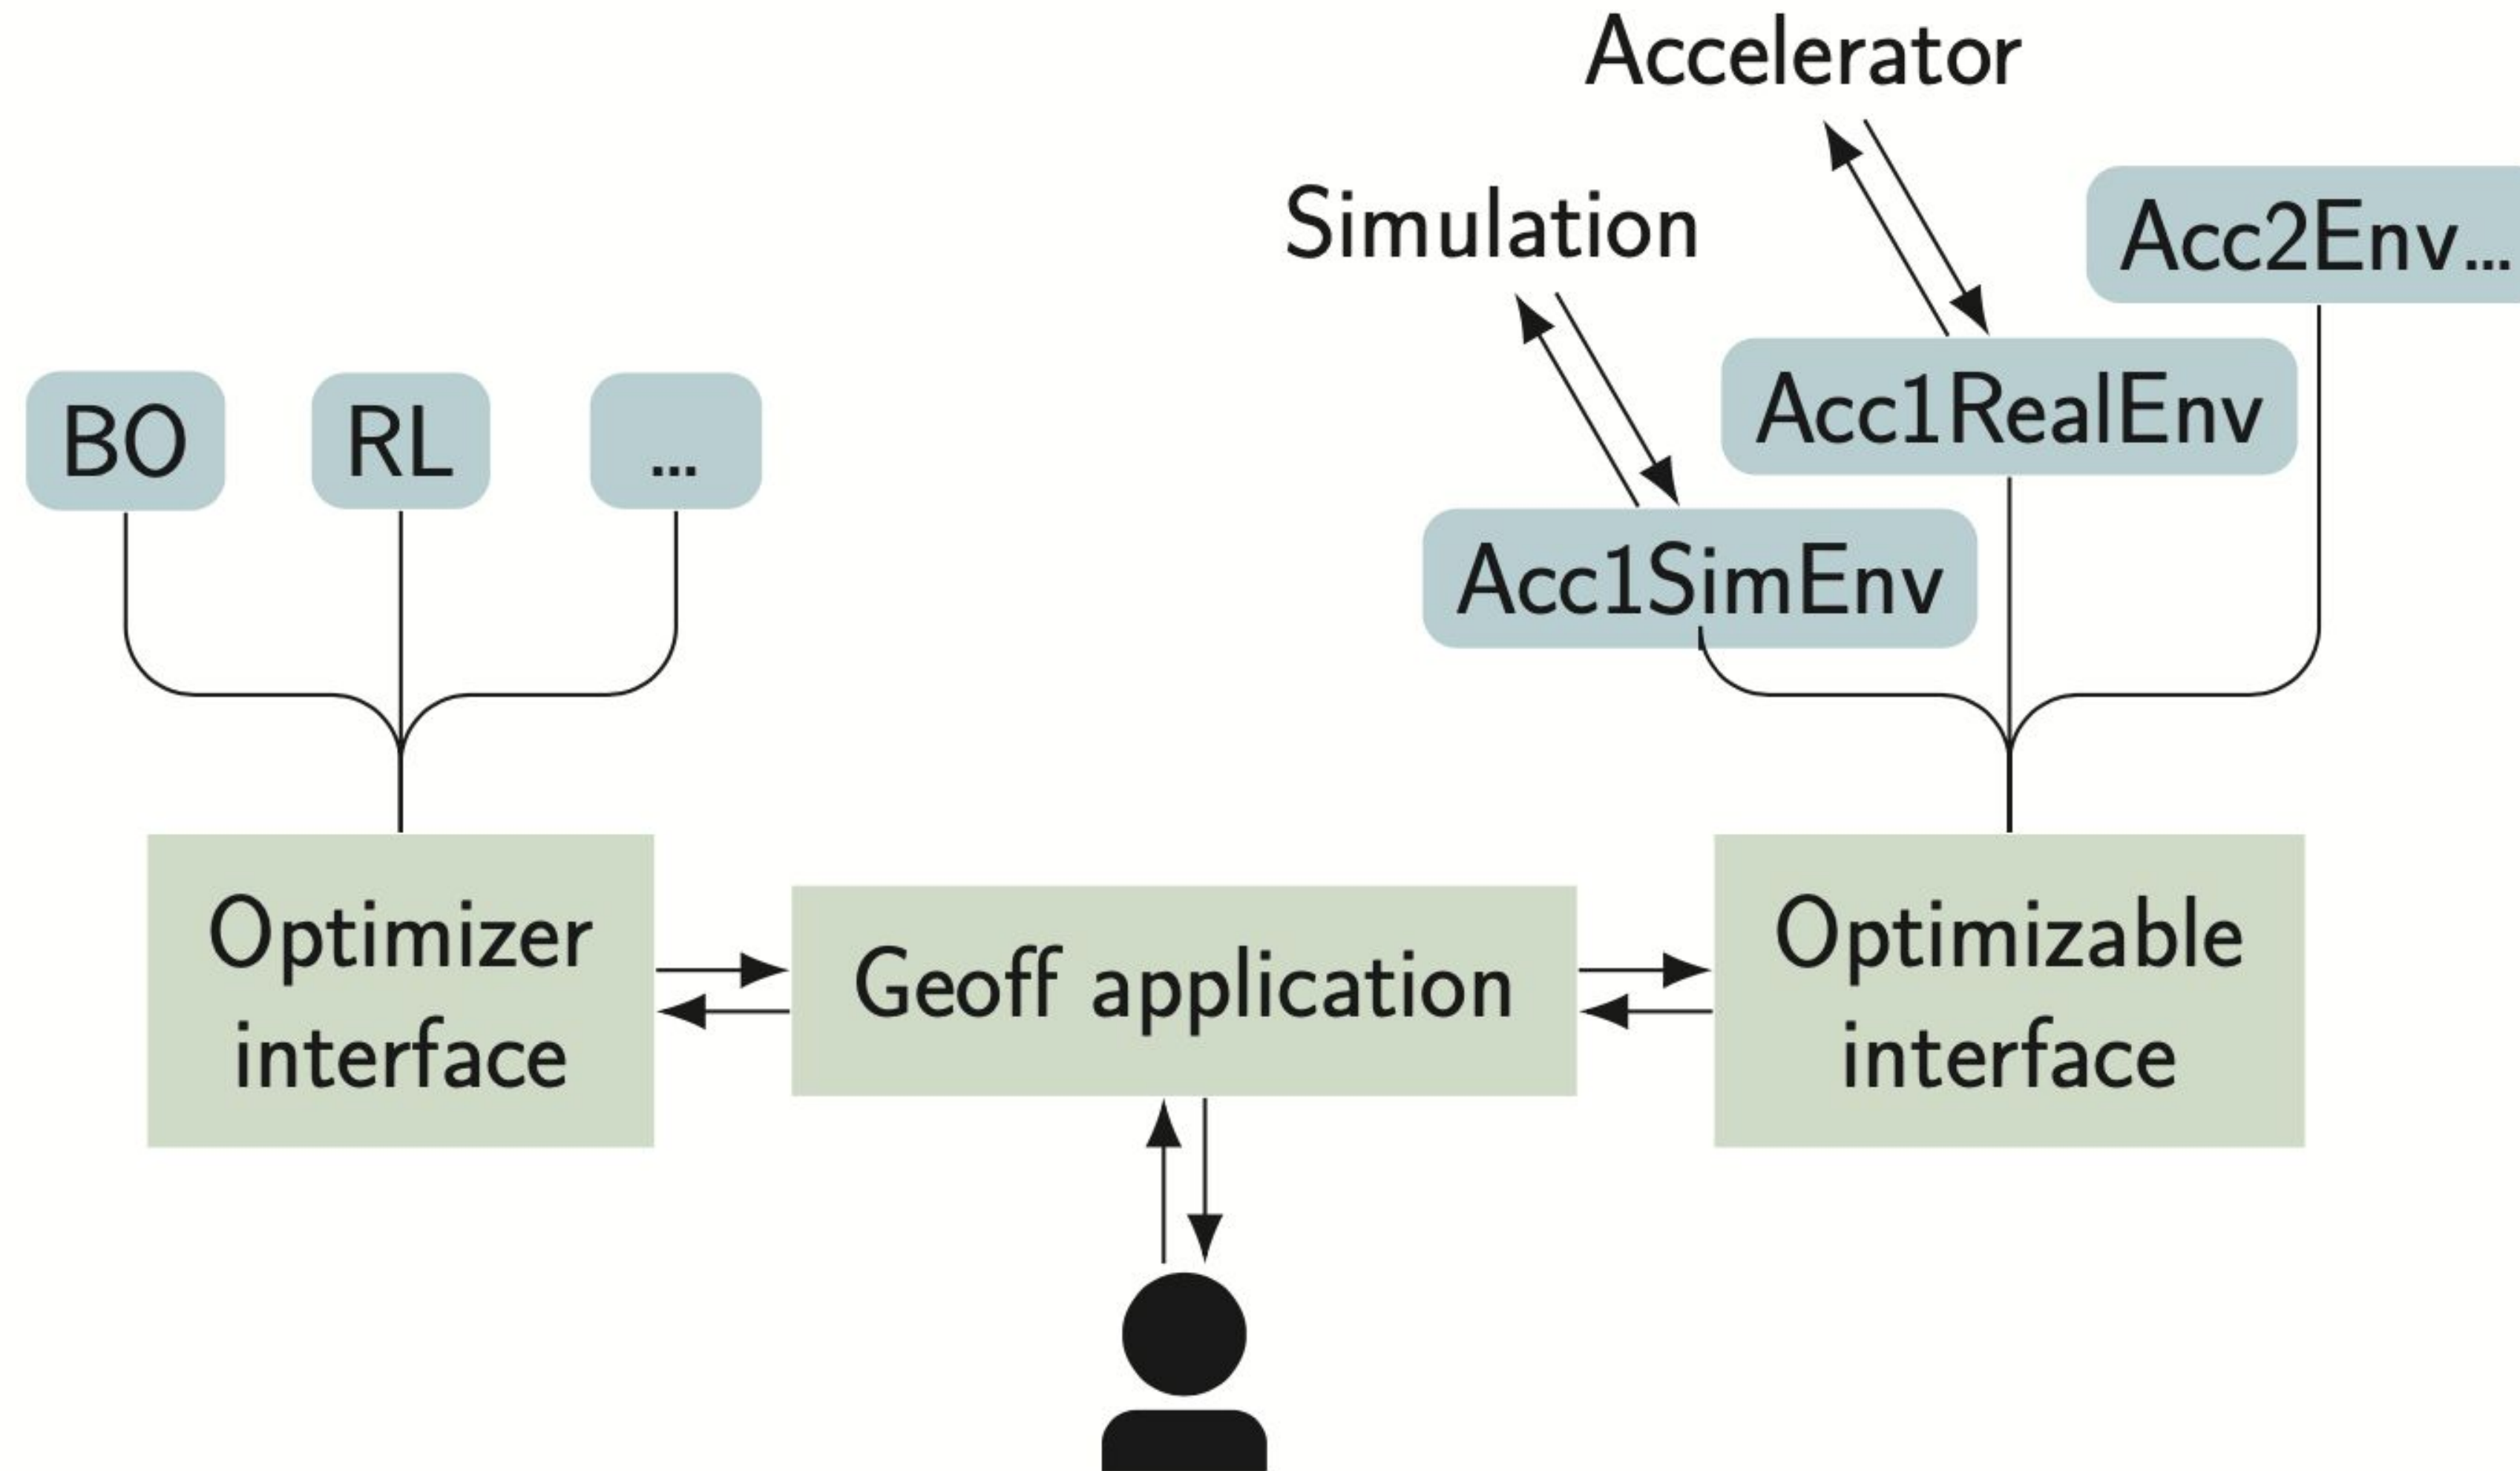 Accelerator
Simulation
Acc2Env...
BO
RL
...
Acc1RealEnv
Acc1SimEnv
Optimizer
interface
Geoff application
Optimizable
interface